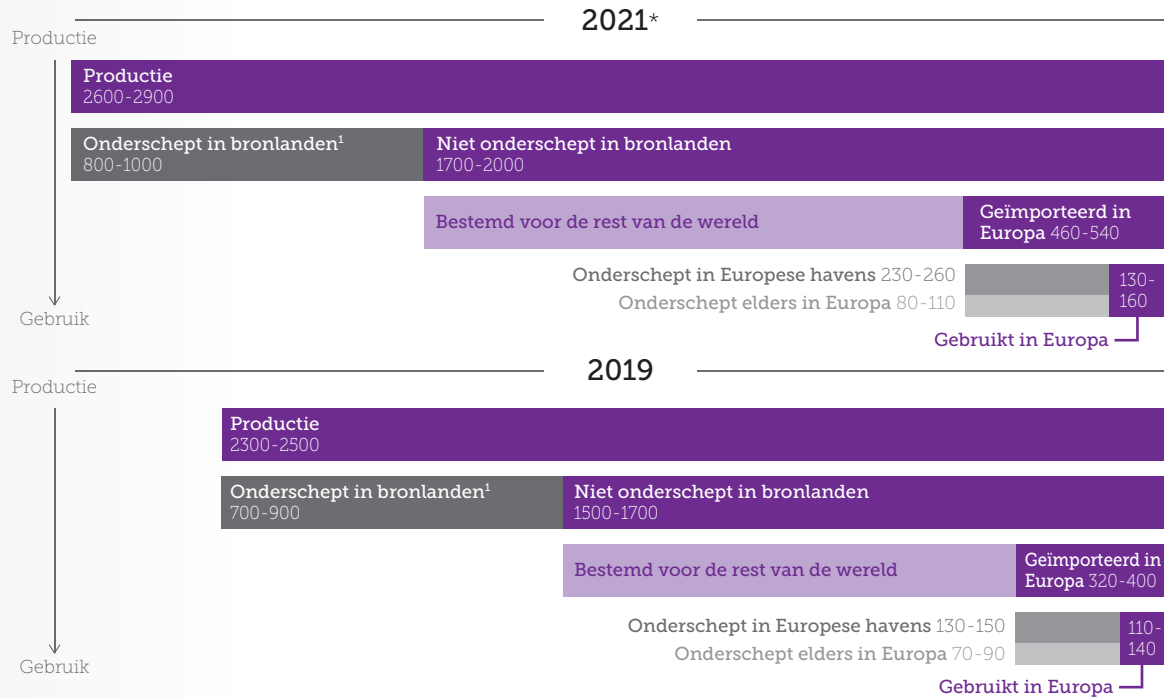 2021*
Productie
Productie
2600-2900
Onderschept in bronlanden¹
800-1000
Niet onderschept in bronlanden
1700-2000
Bestemd voor de rest van de wereld
Geïmporteerd in
Europa 460-540
Onderschept in Europese havens 230-260
Onderschept elders in Europa 80-110
130-
160
Gebruik
Gebruikt in Europa
2019
Productie
Productie
2300-2500
Onderschept in bronlanden¹
700-900
Niet onderschept in bronlanden
1500-1700
Bestemd voor de rest van de wereld
Geïmporteerd in
Europa 320-400
Onderschept in Europese havens 130-150
Onderschept elders in Europa 70-90
110-
140
Gebruik
Gebruikt in Europa